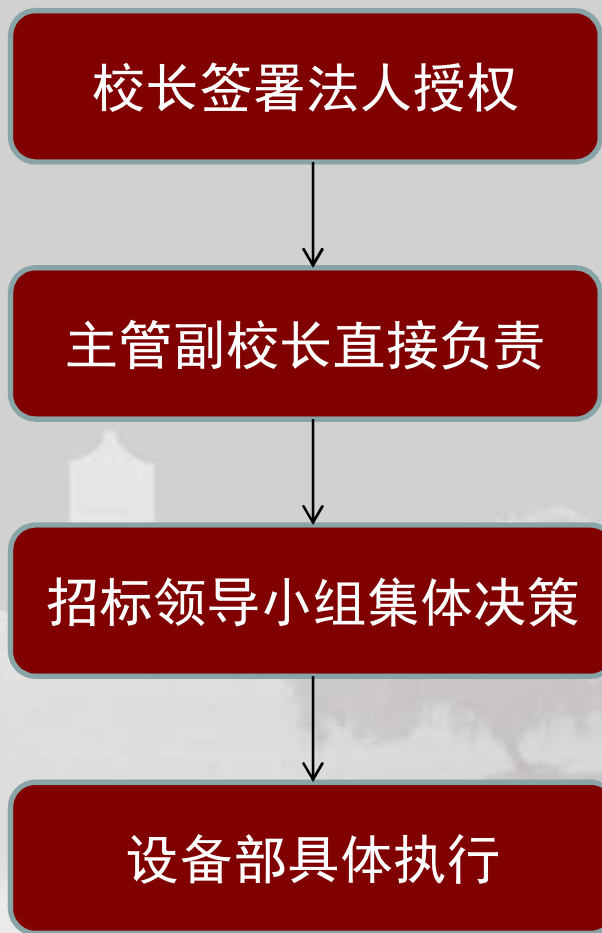 校长签署法人授权
主管副校长直接负责
招标领导小组集体决策
设备部具体执行